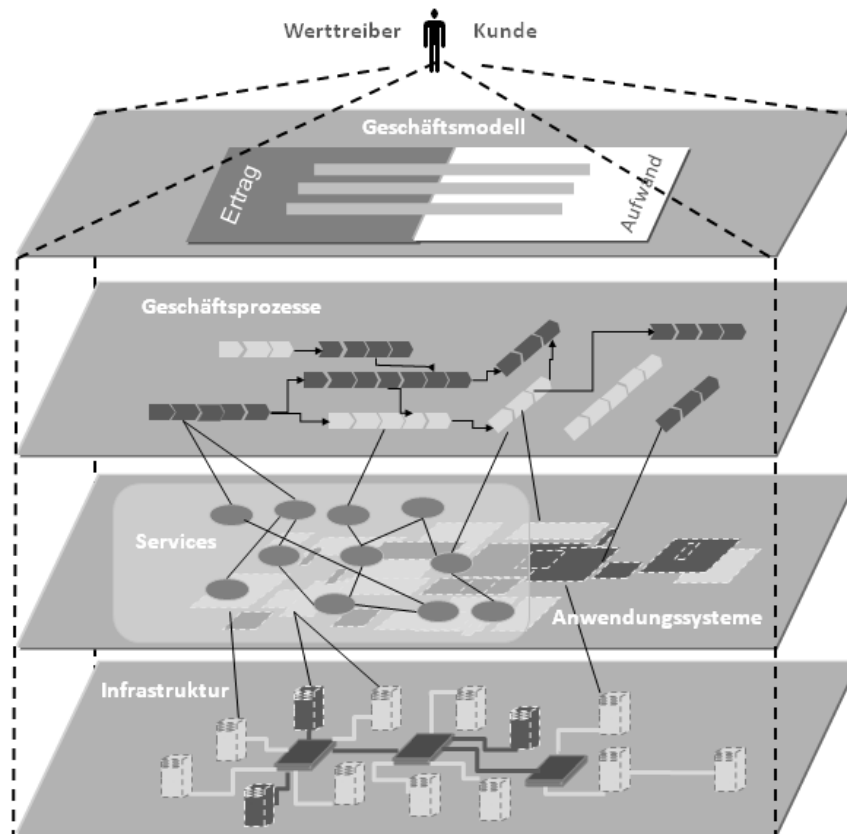 Werttreiber Kunde
Geschäftsmodell
Ertrag
Aufwand
Geschäftsprozesse
Services
Anwendungssysteme
Infrastruktur